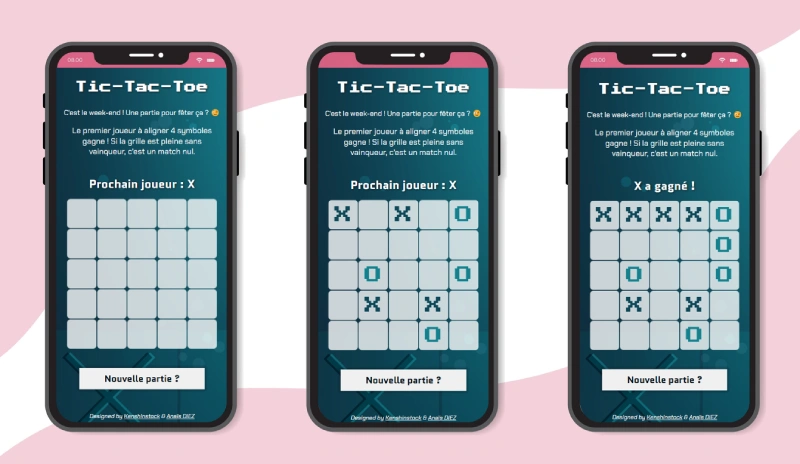 08:00
Tic-Tac-Toe
C'est le week-end ! Une partie pour fêter ça ? 🥳
Le premier joueur à aligner 4 symboles
gagne ! Si la grille est pleine sans
vainqueur, c'est un match nul.
Prochain joueur : X
Nouvelle partie ?
Designed by Kenshinstock & Anaïs DIEZ
Tic-Tac-Toe
C'est le week-end ! Une partie pour fêter ça ? 🥳
Le premier joueur à aligner 4 symboles
gagne ! Si la grille est pleine sans
vainqueur, c'est un match nul.
Prochain joueur : X
X X O
O O
X X
O
Nouvelle partie ?
Designed by Kenshinstock & Anaïs DIEZ
08:00
Tic-Tac-Toe
C'est le week-end ! Une partie pour fêter ça ? 🥳
Le premier joueur à aligner 4 symboles
gagne ! Si la grille est pleine sans
vainqueur, c'est un match nul.
X a gagné !
X X X X O
O
O O
X X
O
Nouvelle partie ?
Designed by Kenshinstock & Anaïs DIEZ